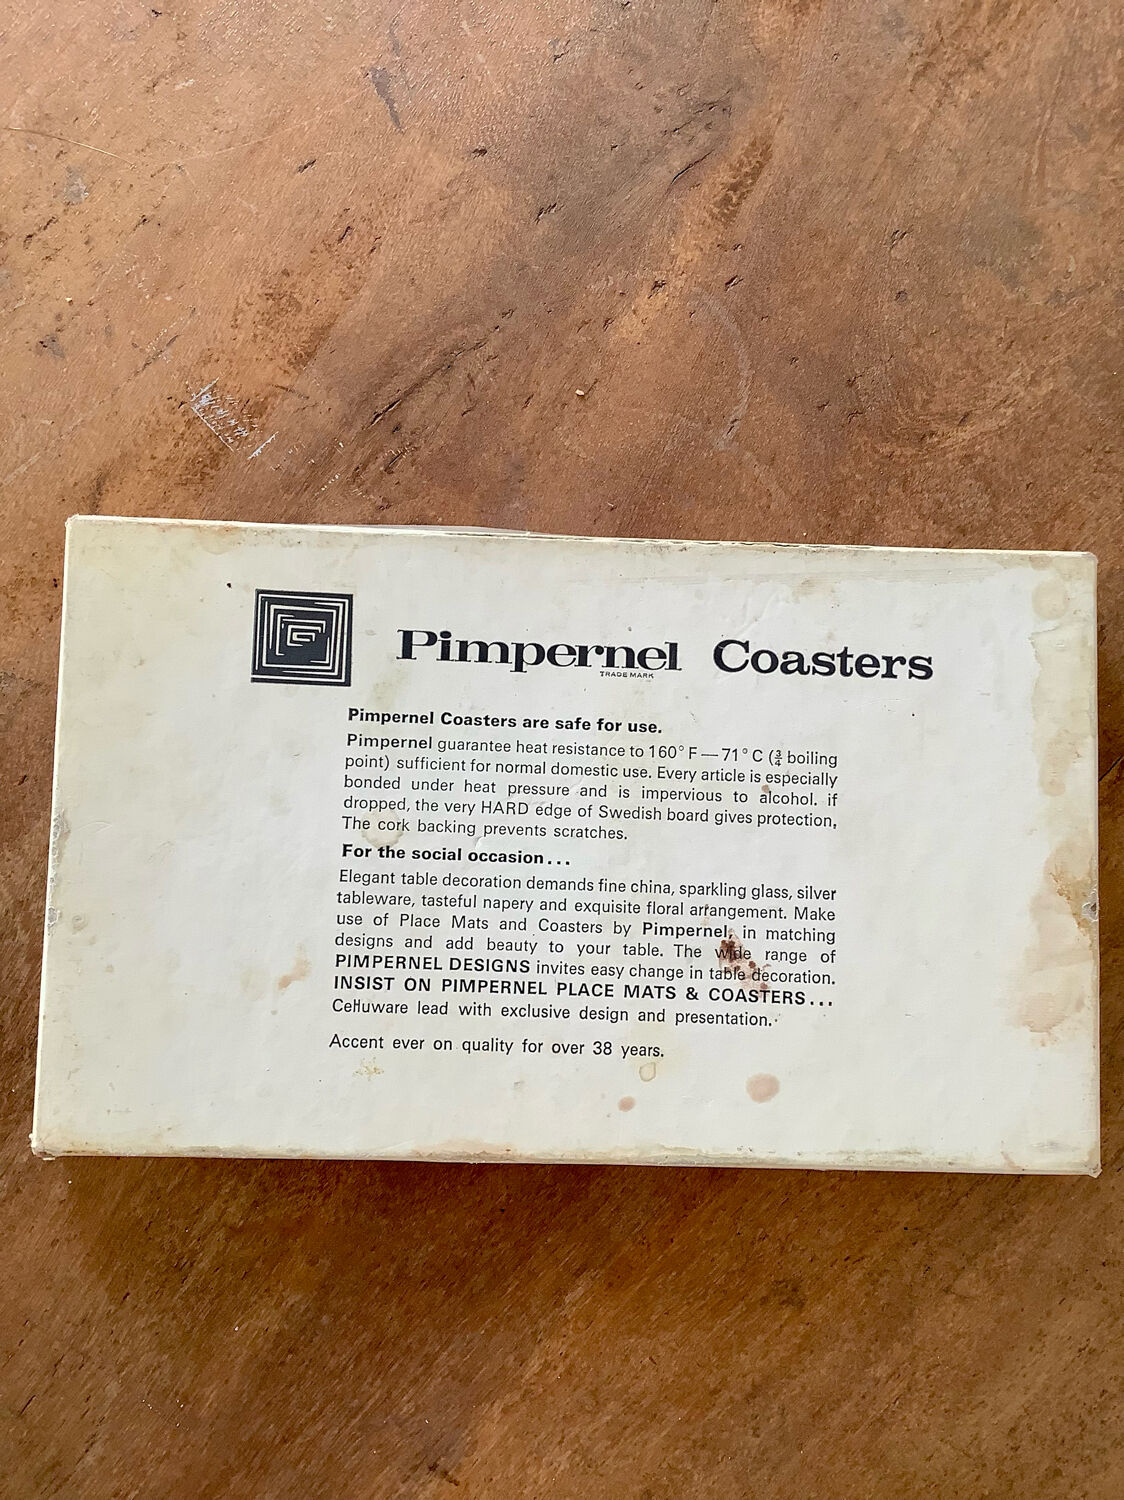 Pimpernel Coasters
TRADE MARK
Pimpernel Coasters are safe for use.
Pimpernel guarantee heat resistance to 160° F — 71° C (¾ boiling
point) sufficient for normal domestic use. Every article is especially
bonded under heat pressure and is impervious to alcohol. if
dropped, the very HARD edge of Swedish board gives protection,
The cork backing prevents scratches.
For the social occasion...
Elegant table decoration demands fine china, sparkling glass, silver
tableware, tasteful napery and exquisite floral arrangement. Make
use of Place Mats and Coasters by Pimpernel, in matching
designs and add beauty to your table. The wide range of
PIMPERNEL DESIGNS invites easy change in table decoration.
INSIST ON PIMPERNEL PLACE MATS & COASTERS...
Celluware lead with exclusive design and presentation.
Accent ever on quality for over 38 years.